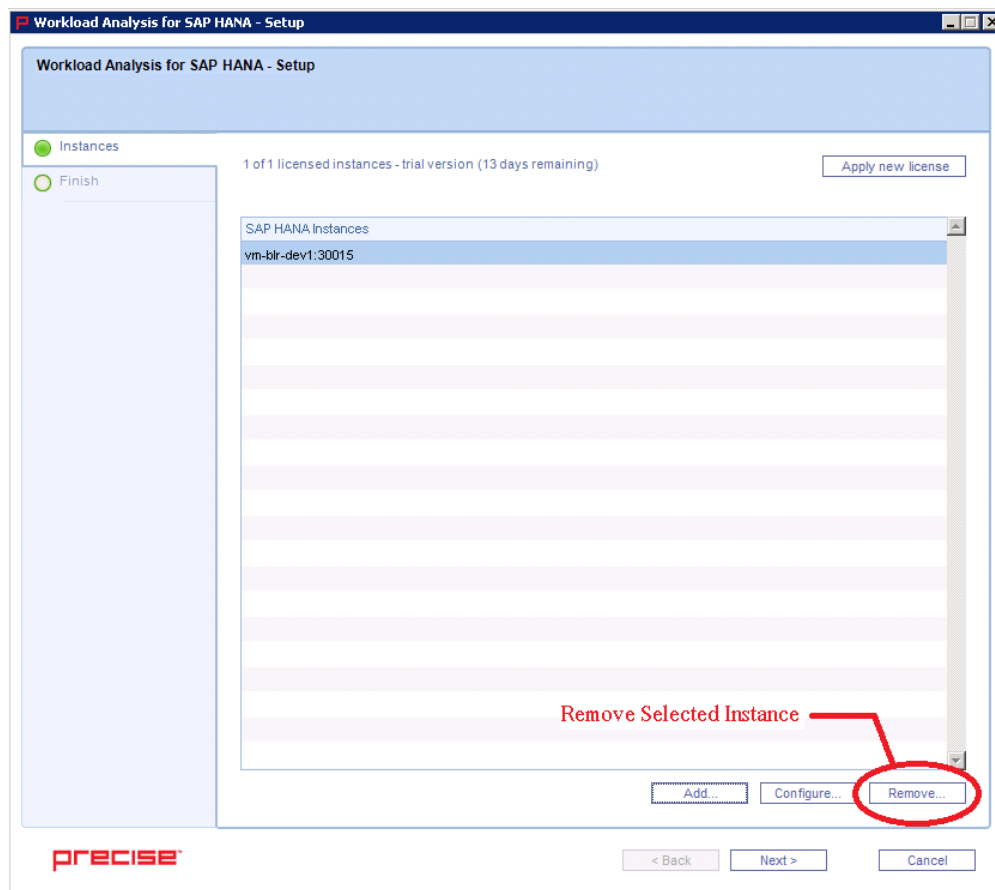 Workload Analysis for SAP HANA - Setup
Workload Analysis for SAP HANA - Setup
Instances
Finish
1 of 1 licensed instances - trial version (13 days remaining)
Apply new license
SAP HANA Instances
vm-blr-dev1:30015
Remove Selected Instance
Add...
Configure...
Remove...
precise
< Back
Next >
Cancel